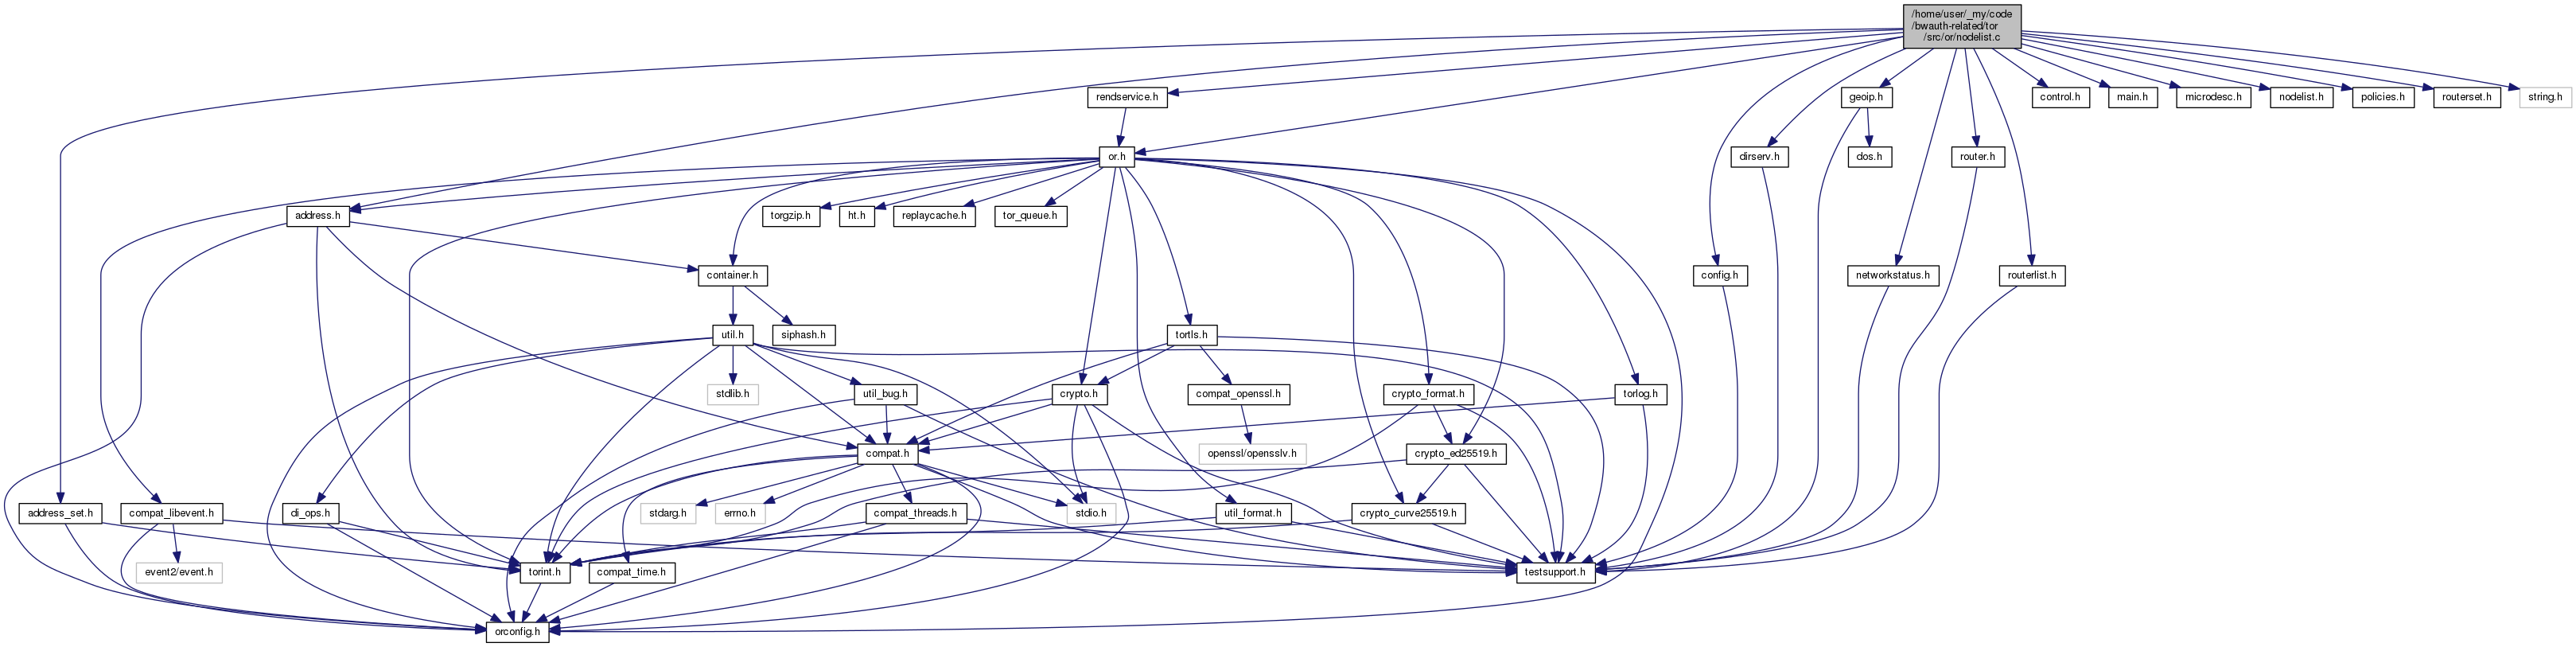 /home/user/_my/code
/bwauth-related/tor
/src/or/nodelist.c
rendservice.h
geoip.h
control.h
main.h
microdesc.h
nodelist.h
policies.h
routerset.h
string.h
or.h
dirserv.h
dos.h
router.h
address.h
torgzip.h
ht.h
replaycache.h
tor_queue.h
container.h
config.h
networkstatus.h
routerlist.h
util.h
siphash.h
tortls.h
stdlib.h
util_bug.h
crypto.h
compat_openssl.h
crypto_format.h
torlog.h
compat.h
openssl/opensslv.h
crypto_ed25519.h
address_set.h
compat_libevent.h
di_ops.h
stdarg.h
errno.h
compat_threads.h
stdio.h
util_format.h
crypto_curve25519.h
event2/event.h
torint.h
compat_time.h
testsupport.h
orconfig.h